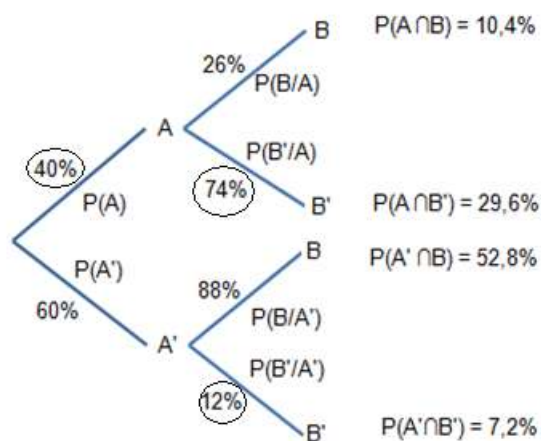 B P(A∩B) = 10,4%
26%
P(B/A)
A
40% P(B'/A)
74%
P(A) B' P(A∩B') = 29,6%
P(A') B P(A' ∩B) = 52,8%
88%
60% P(B/A')
A' P(B'/A')
12%
B' P(A'∩B') = 7,2%